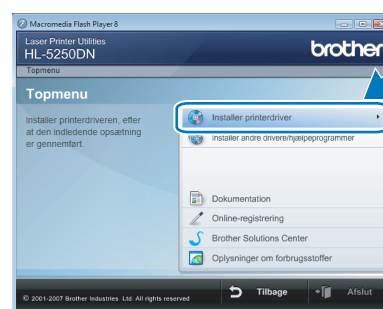 Macromedia Flash Player 8
Laser Printer Utilities
HL-5250DN
brother
Topmenu
Topmenu
Installer printerdriveren, efter
at den indledende opsætning
er gennemført.
Installer printerdriver
Installer andre drivere/hjælpeprogrammer
Dokumentation
Online-registrering
Brother Solutions Center
Oplysninger om forbrugsstoffer
© 2001-2007 Brother Industries Ltd. All rights reserved
Tilbage
Afslut